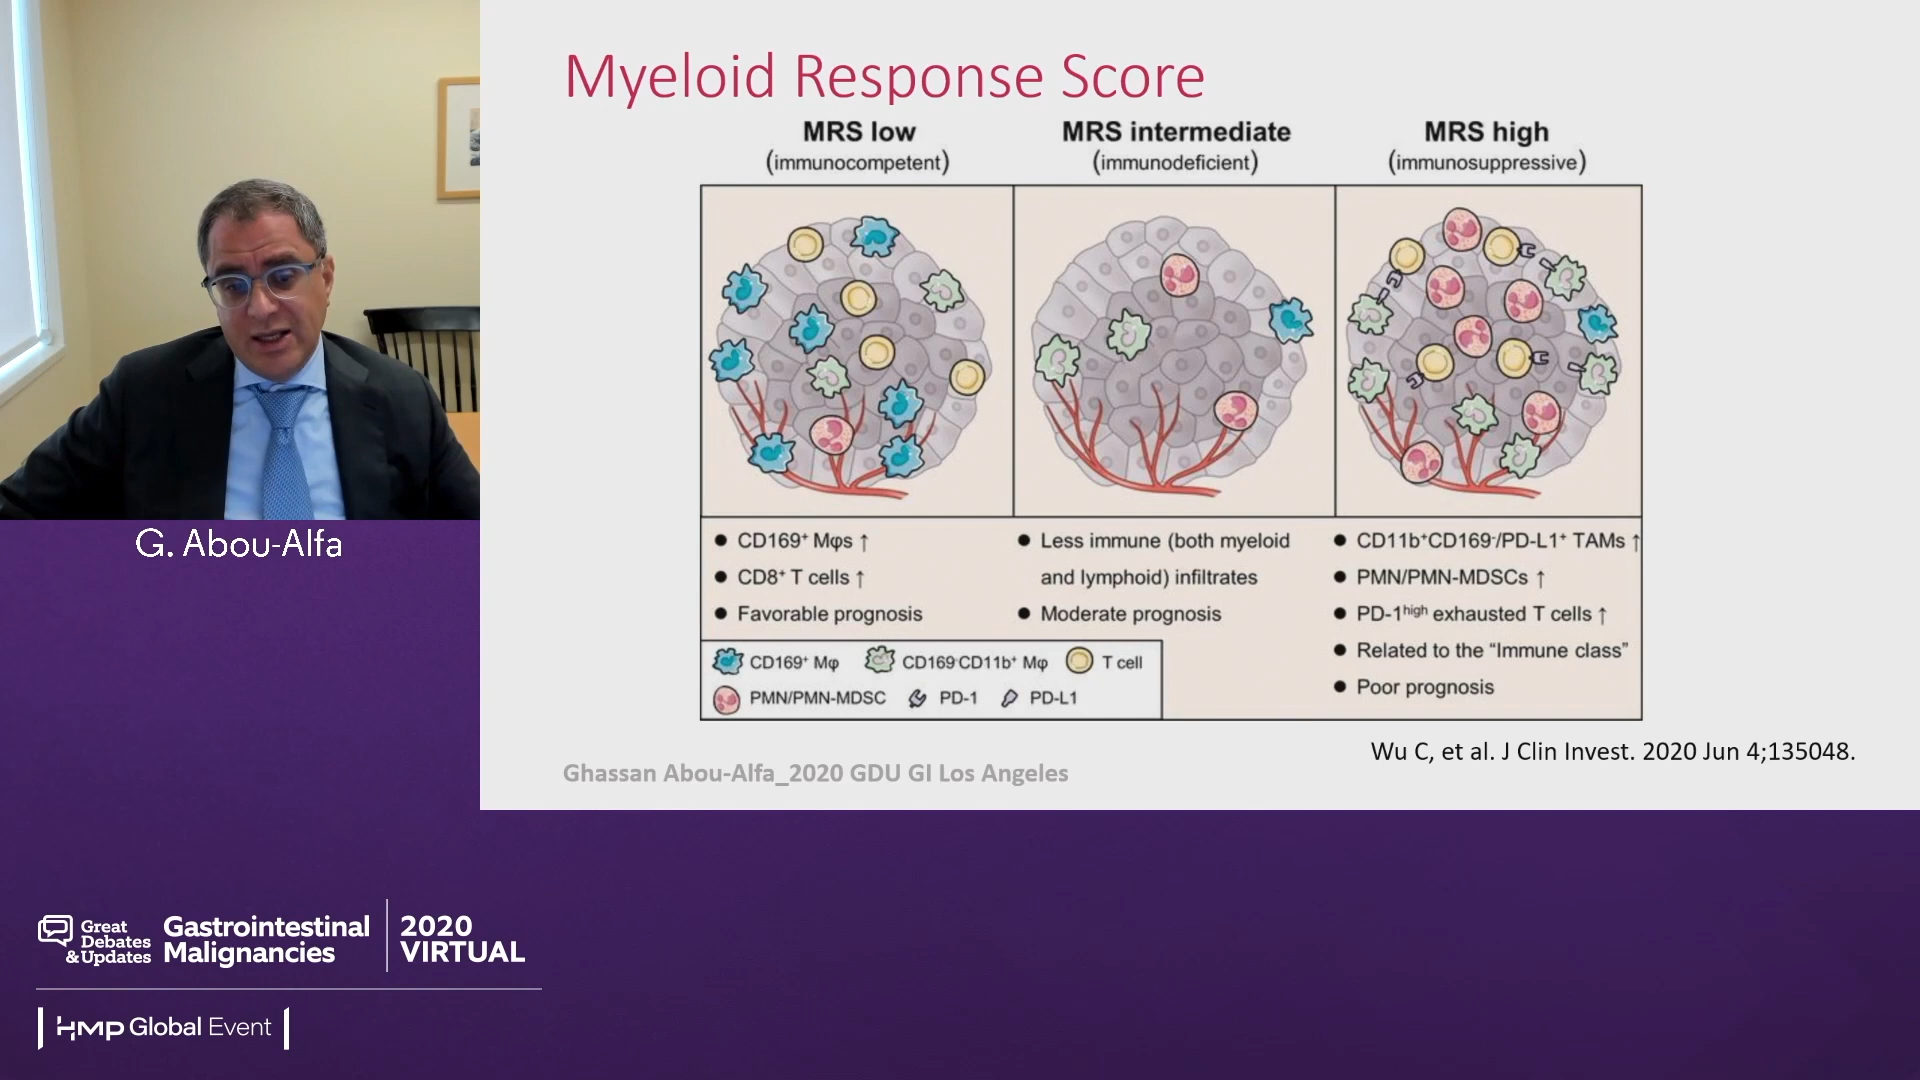 Myeloid Response Score
MRS low
(immunocompetent)
MRS intermediate
(immunodeficient)
MRS high
(immunosuppressive)
● CD169⁺ Mφs ↑
● CD8⁺ T cells ↑
● Favorable prognosis
● Less immune (both myeloid
and lymphoid) infiltrates
● Moderate prognosis
● CD11b⁺CD169⁻/PD-L1⁺ TAMs ↑
● PMN/PMN-MDSCs ↑
● PD-1ʰⁱᵍʰ exhausted T cells ↑
● Related to the “Immune class”
● Poor prognosis
CD169⁺ Mφ
CD169⁻CD11b⁺ Mφ
T cell
PMN/PMN-MDSC
PD-1
PD-L1
Wu C, et al. J Clin Invest. 2020 Jun 4;135048.
Ghassan Abou-Alfa_2020 GDU GI Los Angeles
G. Abou-Alfa
Great
Debates
&Updates
Gastrointestinal
Malignancies
2020
VIRTUAL
HMP Global Event